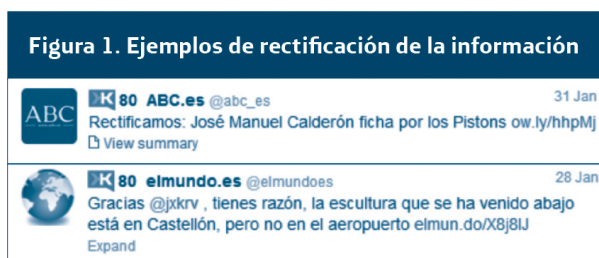 Figura 1. Ejemplos de rectificación de la información
ABC
K 80 ABC.es @abc_es 31 Jan
Rectificamos: José Manuel Calderón ficha por los Pistons ow.ly/hhpMj
View summary
K 80 elmundo.es @elmundoes 28 Jan
Gracias @jxkrv , tienes razón, la escultura que se ha venido abajo
está en Castellón, pero no en el aeropuerto elmun.do/X8j8lJ
Expand